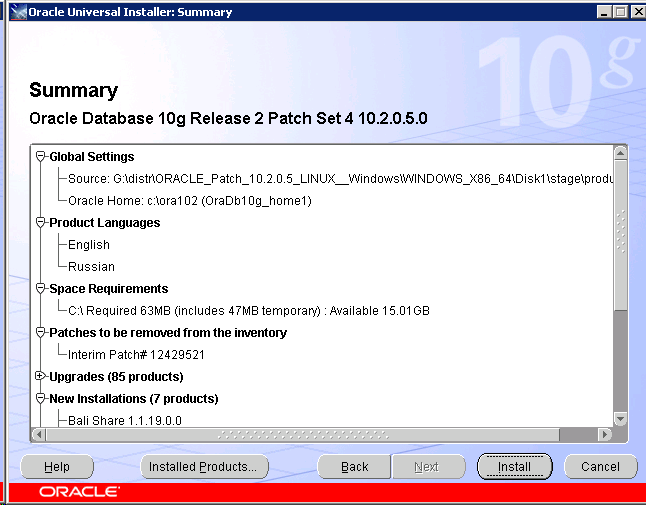 Oracle Universal Installer: Summary
10g
Summary
Oracle Database 10g Release 2 Patch Set 4 10.2.0.5.0
Global Settings
Source: G:\distr\ORACLE_Patch_10.2.0.5_LINUX__Windows\WINDOWS_X86_64\Disk1\stage\produ
Oracle Home: c:\ora102 (OraDb10g_home1)
Product Languages
English
Russian
Space Requirements
C:\ Required 63MB (includes 47MB temporary) : Available 15.01GB
Patches to be removed from the inventory
Interim Patch# 12429521
Upgrades (85 products)
New Installations (7 products)
Bali Share 1.1.19.0.0
Help Installed Products... Back Next Install Cancel
ORACLE